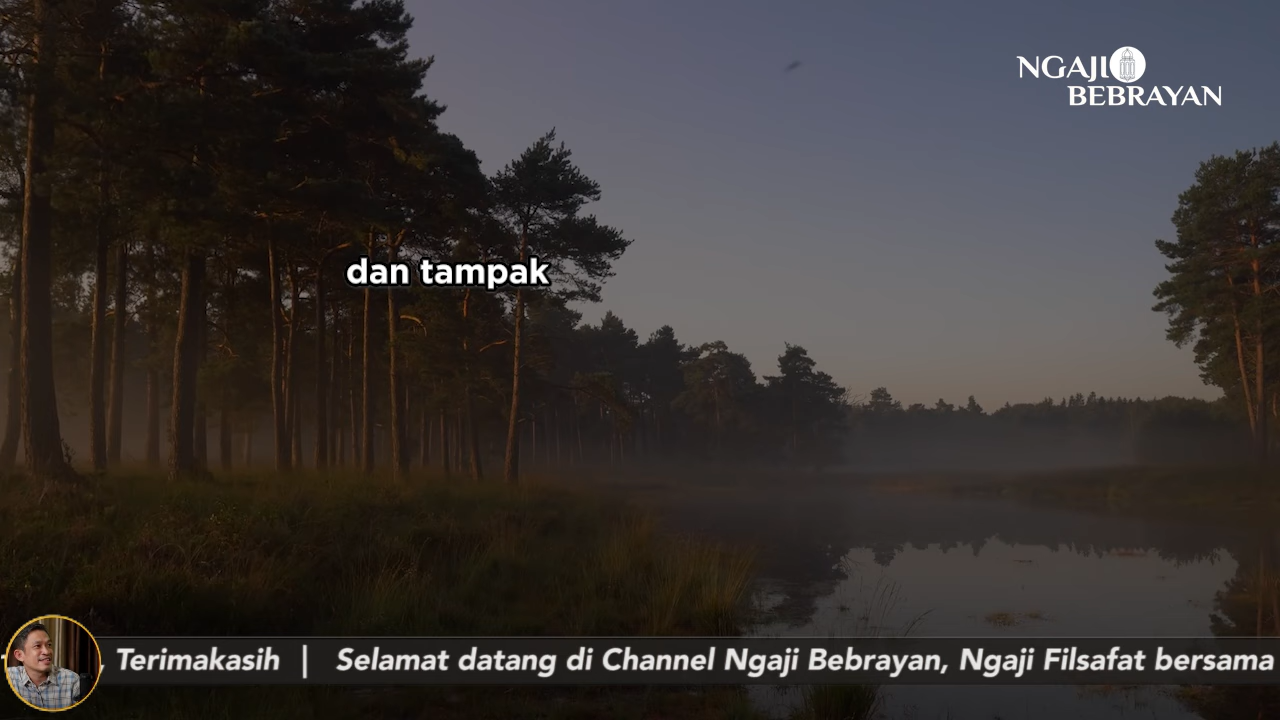 NGAJI
BEBRAYAN
dan tampak
, Terimakasih | Selamat datang di Channel Ngaji Bebrayan, Ngaji Filsafat bersama